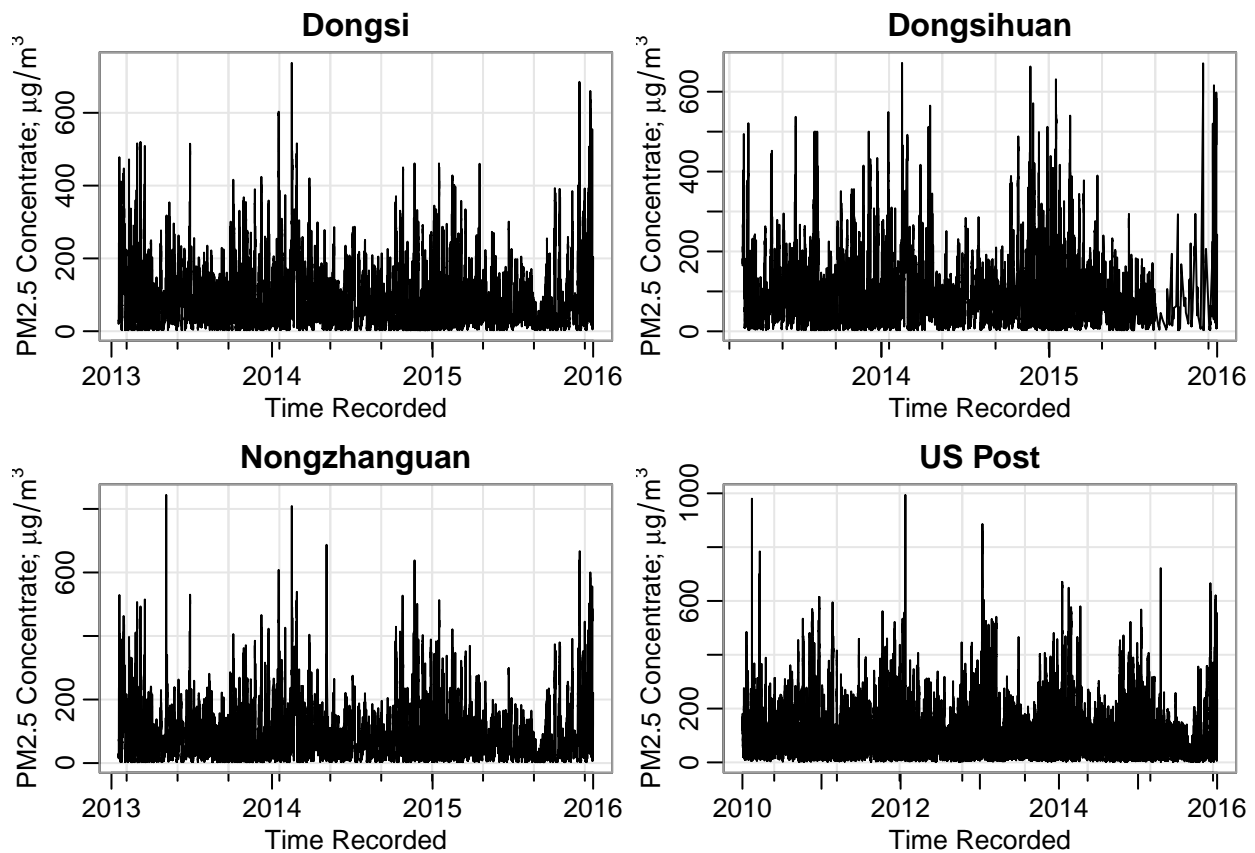 Dongsi
PM2.5 Concentrate; μg/m³
0 200 400 600
2013 2014 2015 2016
Time Recorded
Dongsihuan
PM2.5 Concentrate; μg/m³
0 200 400 600
2014 2015 2016
Time Recorded
Nongzhanguan
PM2.5 Concentrate; μg/m³
0 200 600
2013 2014 2015 2016
Time Recorded
US Post
PM2.5 Concentrate; μg/m³
0 200 600 1000
2010 2012 2014 2016
Time Recorded